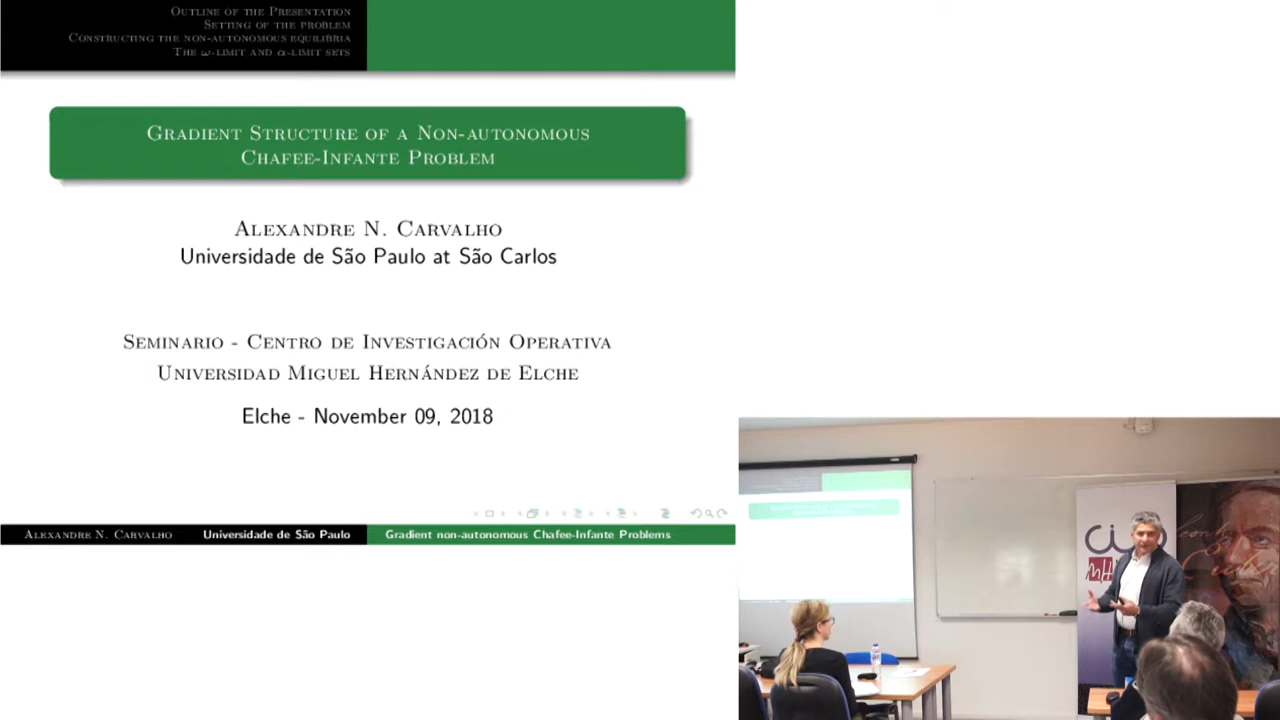 Outline of the Presentation
Setting of the problem
Constructing the non-autonomous equilibria
The ω-limit and α-limit sets
Gradient Structure of a Non-autonomous
Chafee-Infante Problem
Alexandre N. Carvalho
Universidade de São Paulo at São Carlos
Seminario - Centro de Investigación Operativa
Universidad Miguel Hernández de Elche
Elche - November 09, 2018
Alexandre N. Carvalho Universidade de São Paulo Gradient non-autonomous Chafee-Infante Problems